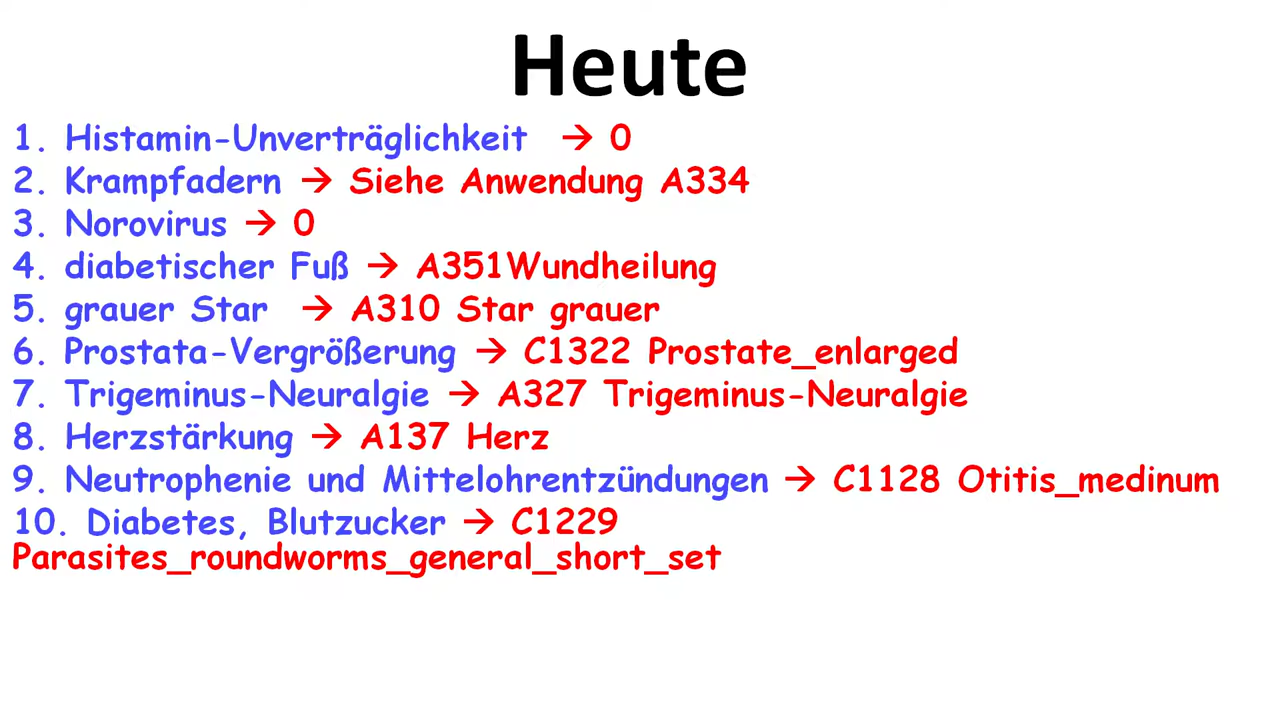 Heute
1. Histamin-Unverträglichkeit → 0
2. Krampfadern → Siehe Anwendung A334
3. Norovirus → 0
4. diabetischer Fuß → A351Wundheilung
5. grauer Star → A310 Star grauer
6. Prostata-Vergrößerung → C1322 Prostate_enlarged
7. Trigeminus-Neuralgie → A327 Trigeminus-Neuralgie
8. Herzstärkung → A137 Herz
9. Neutrophenie und Mittelohrentzündungen → C1128 Otitis_medinum
10. Diabetes, Blutzucker → C1229
Parasites_roundworms_general_short_set